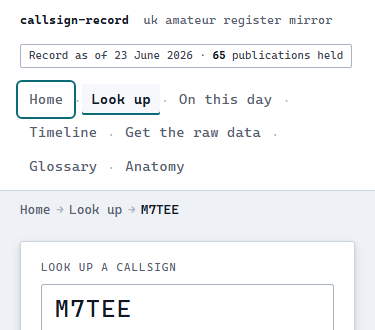 callsign-record uk amateur register mirror
Record as of 23 June 2026 · 65 publications held
Home · Look up · On this day ·
Timeline · Get the raw data ·
Glossary · Anatomy
Home → Look up → M7TEE
LOOK UP A CALLSIGN
M7TEE